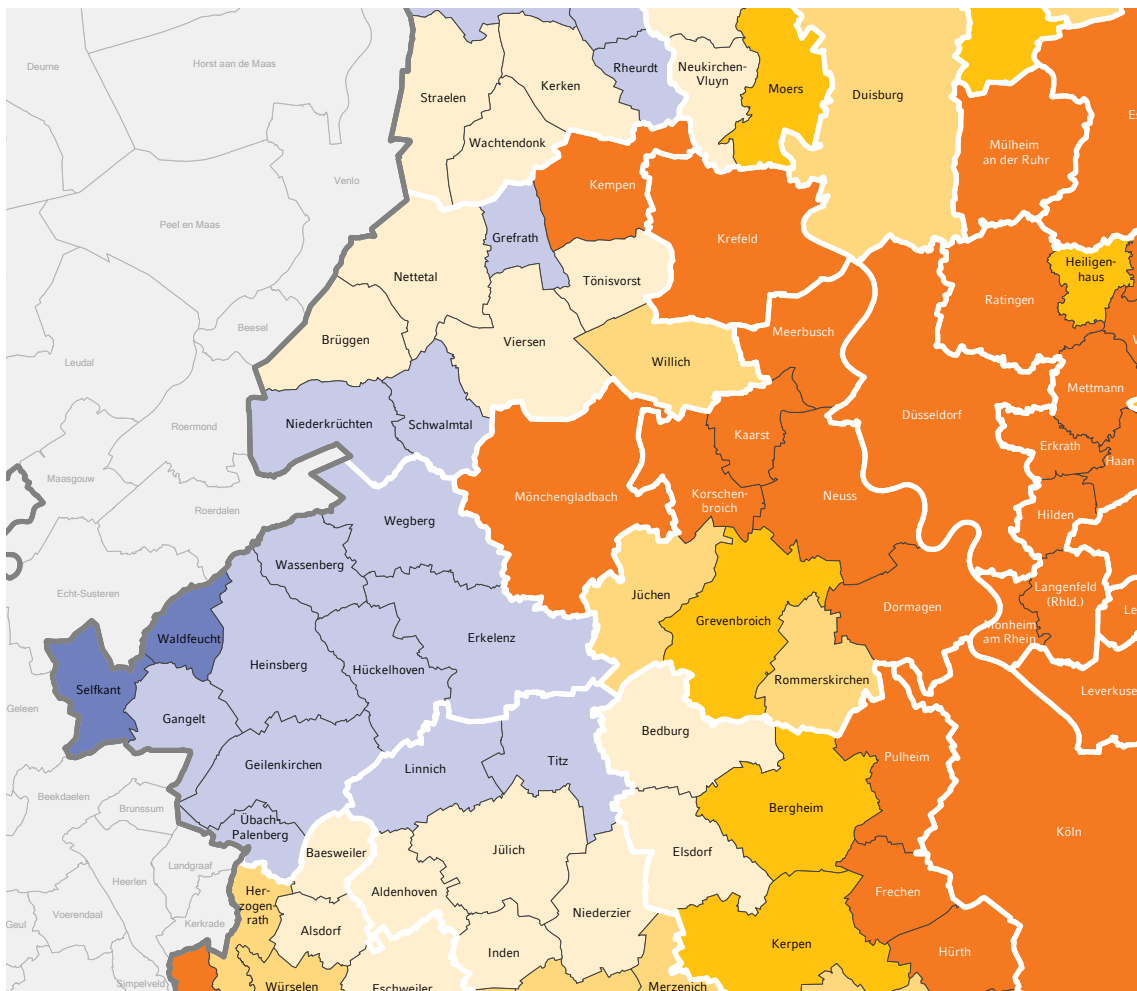 Deurne
Horst aan de Maas
Straelen
Kerken
Rheurdt
Neukirchen-
Vluyn
Moers
Duisburg
Wachtendonk
Mülheim
an der Ruhr
Venlo
Kempen
Peel en Maas
Grefrath
Krefeld
Nettetal
Tönisvorst
Heiligen-
haus
Ratingen
Beesel
Brüggen
Viersen
Meerbusch
Leudal
Willich
Mettmann
Roermond
Niederkrüchten
Schwalmtal
Düsseldorf
Kaarst
Erkrath
Haan
Maasgouw
Mönchengladbach
Korschen-
broich
Neuss
Roerdalen
Wegberg
Hilden
Wassenberg
Echt-Susteren
Jüchen
Langenfeld
(Rhld.)
Dormagen
Grevenbroich
Monheim
am Rhein
Le
Waldfeucht
Erkelenz
Heinsberg
Hückelhoven
Rommerskirchen
Selfkant
Leverkuse
Geleen
Gangelt
Bedburg
Pulheim
Geilenkirchen
Linnich
Titz
Beekdaelen
Brunssum
Bergheim
Übach-
Palenberg
Köln
Baesweiler
Jülich
Elsdorf
Landgraaf
Heerlen
Her-
zogen-
rath
Aldenhoven
Frechen
Voerendaal
Geul
Kerkrade
Alsdorf
Niederzier
Inden
Kerpen
Hürth
Simpelveld
Würselen
Eschweiler
Merzenich